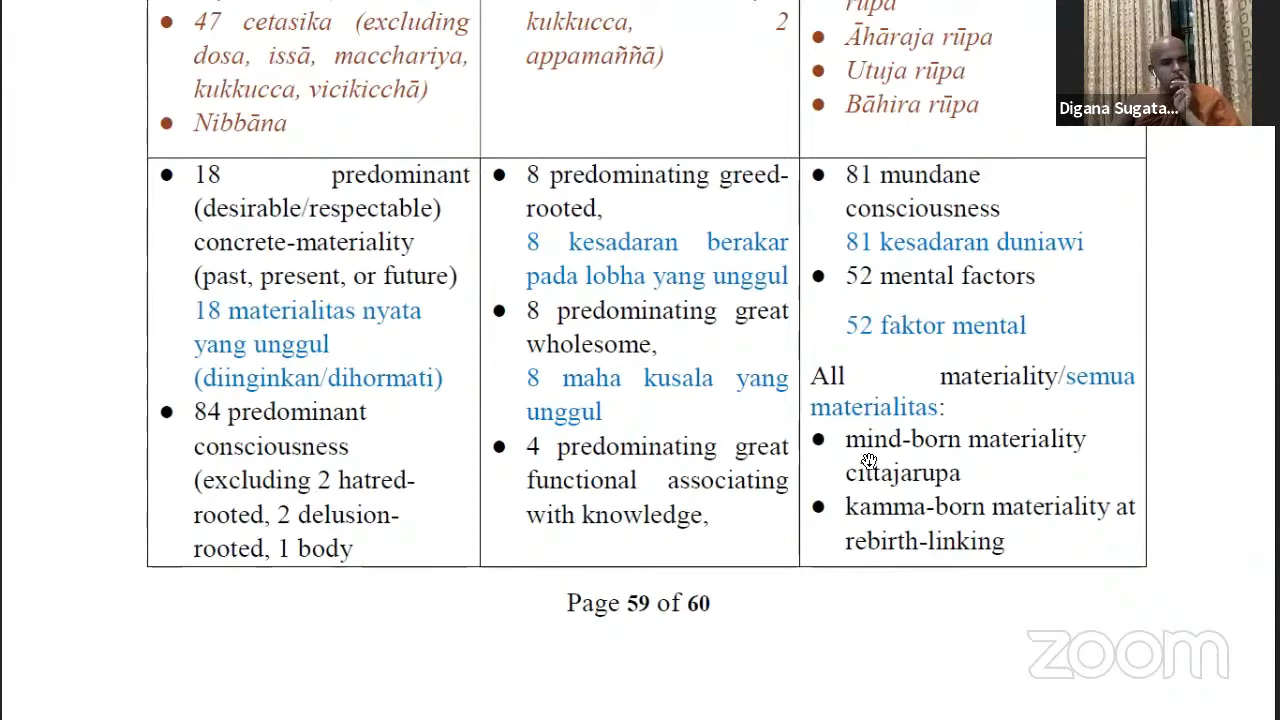 47 cetasika (excluding
dosa, issā, macchariya,
kukkucca, vicikicchā)
Nibbāna
kukkucca, 2
appamaññā)
rūpa
Āhāraja rūpa
Utuja rūpa
Bāhira rūpa
Digana Sugata...
18 predominant
(desirable/respectable)
concrete-materiality
(past, present, or future)
18 materialitas nyata
yang unggul
(diinginkan/dihormati)
84 predominant
consciousness
(excluding 2 hatred-
rooted, 2 delusion-
rooted, 1 body
8 predominating greed-
rooted,
8 kesadaran berakar
pada lobha yang unggul
8 predominating great
wholesome,
8 maha kusala yang
unggul
4 predominating great
functional associating
with knowledge,
81 mundane
consciousness
81 kesadaran duniawi
52 mental factors
52 faktor mental
All materiality/semua
materialitas:
mind-born materiality
cittajarupa
kamma-born materiality at
rebirth-linking
Page 59 of 60
zoom